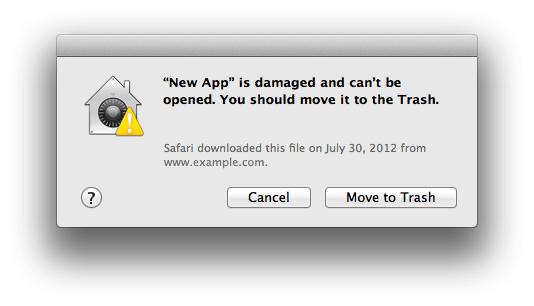 “New App” is damaged and can’t be
opened. You should move it to the Trash.
Safari downloaded this file on July 30, 2012 from
www.example.com.
?
Cancel
Move to Trash